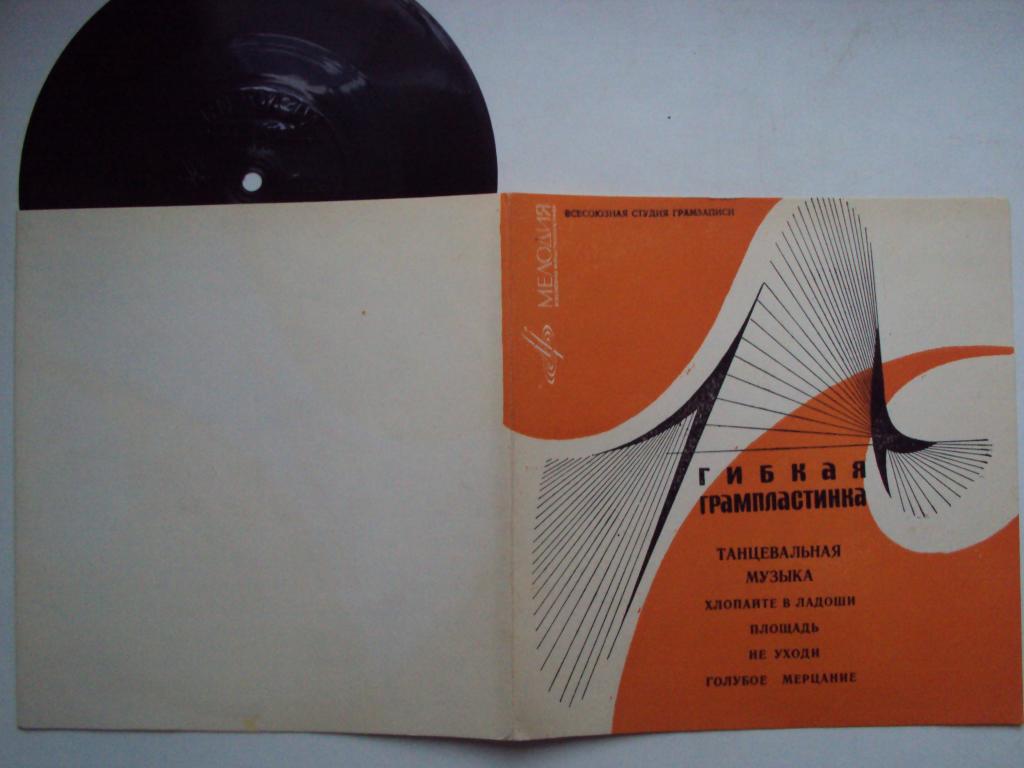 ВСЕСОЮЗНАЯ СТУДИЯ ГРАМЗАПИСИ
МЕЛОДИЯ
ГИБКАЯ
ГРАМПЛАСТИНКА
ТАНЦЕВАЛЬНАЯ
МУЗЫКА
ХЛОПАЙТЕ В ЛАДОШИ
ПЛОЩАДЬ
НЕ УХОДИ
ГОЛУБОЕ МЕРЦАНИЕ